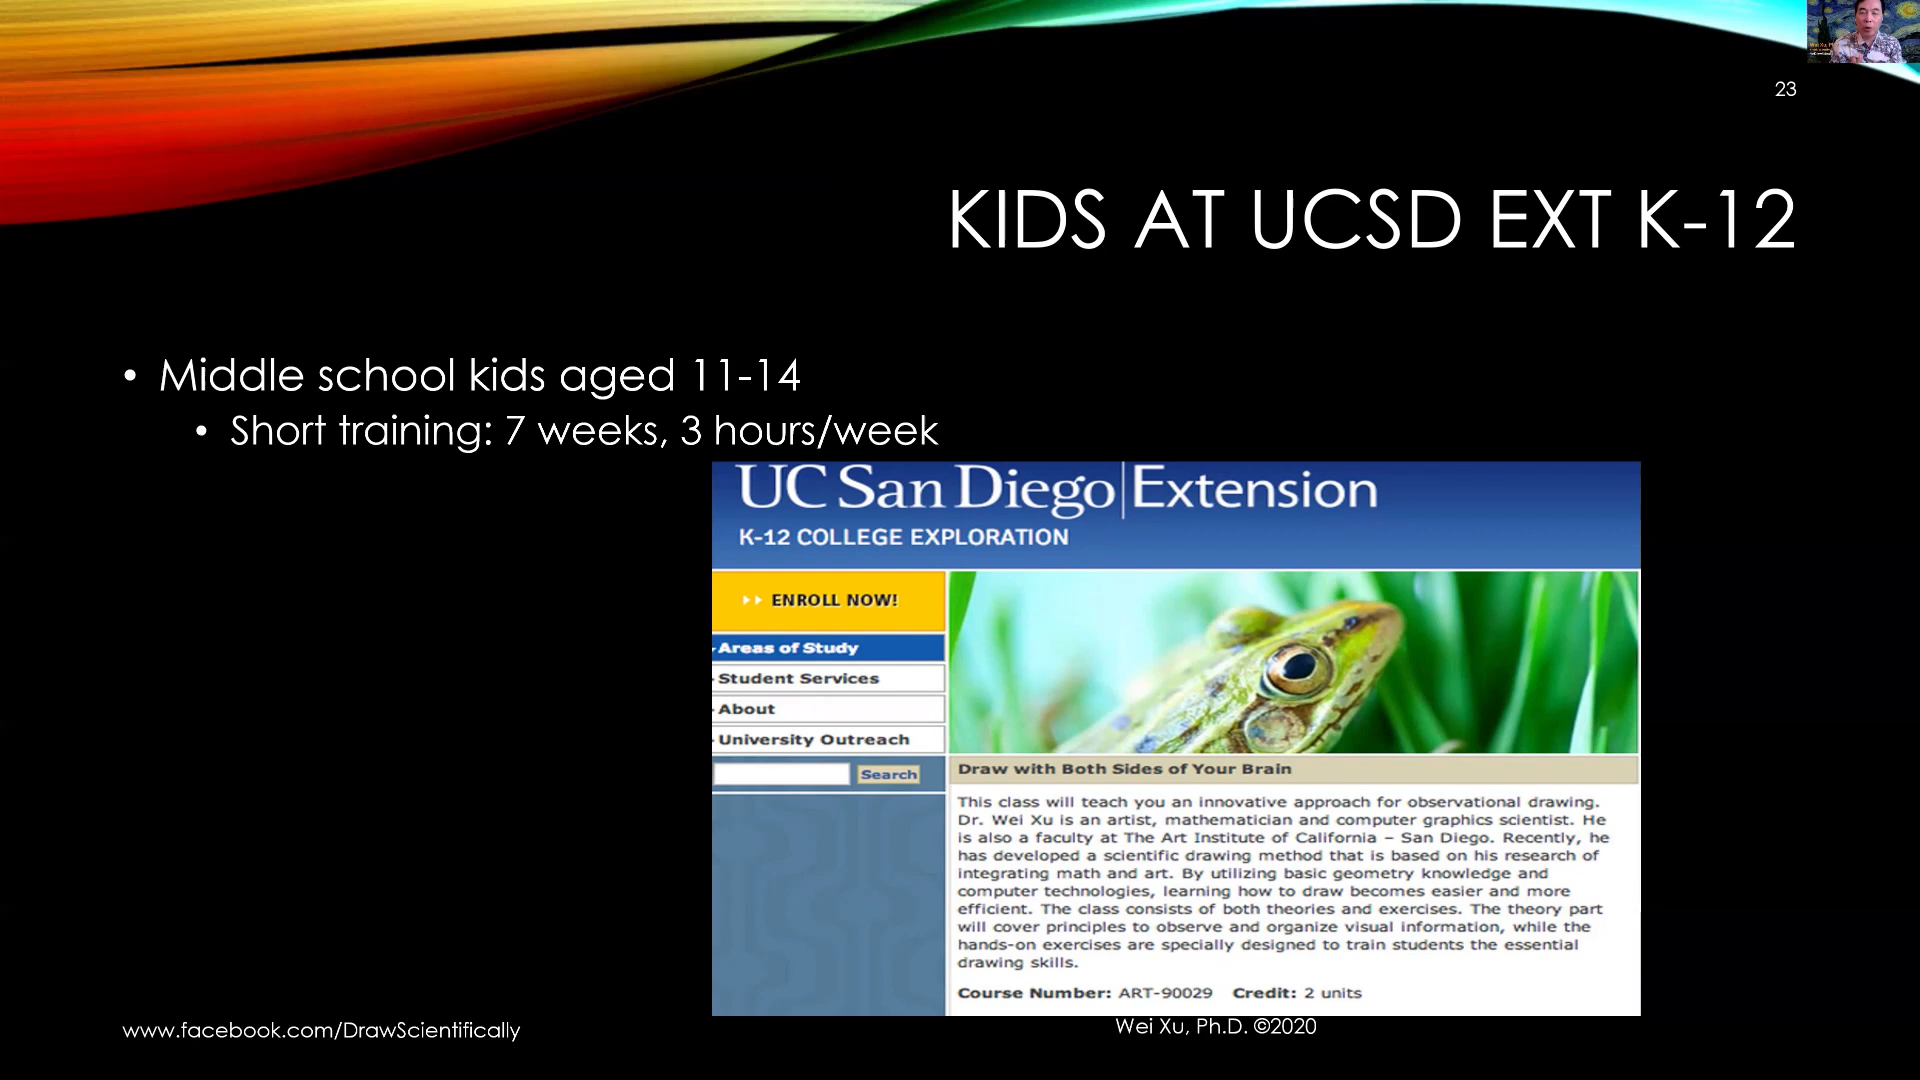 23
KIDS AT UCSD EXT K-12
• Middle school kids aged 11-14
• Short training: 7 weeks, 3 hours/week
UC San Diego|Extension
K-12 COLLEGE EXPLORATION
ENROLL NOW!
Areas of Study
Student Services
About
University Outreach
Search
Draw with Both Sides of Your Brain
This class will teach you an innovative approach for observational drawing.
Dr. Wei Xu is an artist, mathematician and computer graphics scientist. He
is also a faculty at The Art Institute of California – San Diego. Recently, he
has developed a scientific drawing method that is based on his research of
integrating math and art. By utilizing basic geometry knowledge and
computer technologies, learning how to draw becomes easier and more
efficient. The class consists of both theories and exercises. The theory part
will cover principles to observe and organize visual information, while the
hands-on exercises are specially designed to train students the essential
drawing skills.
Course Number: ART-90029 Credit: 2 units
www.facebook.com/DrawScientifically
Wei Xu, Ph.D. ©2020